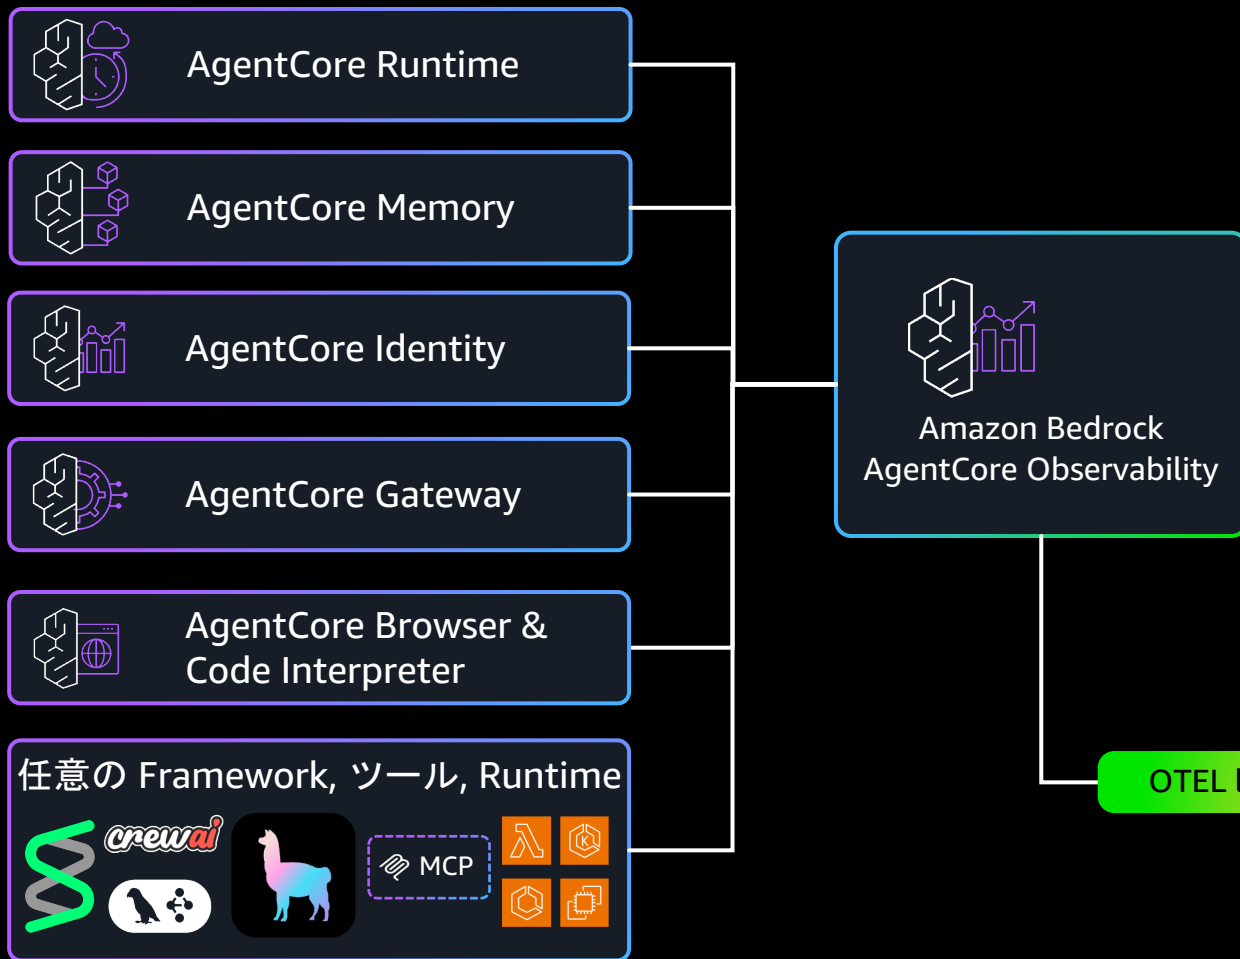 AgentCore Runtime
AgentCore Memory
AgentCore Identity
AgentCore Gateway
AgentCore Browser &
Code Interpreter
任意の Framework, ツール, Runtime
crewai
MCP
K
Amazon Bedrock
AgentCore Observability
OTEL